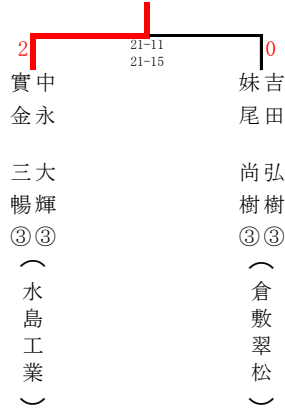 2
21-11
21-15
0
中永 大輝③
實金 三暢③
（水島工業）
吉田 弘樹③
妹尾 尚樹③
（倉敷翠松）